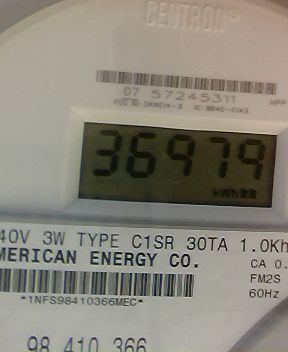 CENTRON®
07 57245311
36979
kWh
40V 3W TYPE C1SR 30TA 1.0Kh
MERICAN ENERGY CO.
CA 0.
FM2S
60Hz
*1NFS98410366MEC*
98 410 366